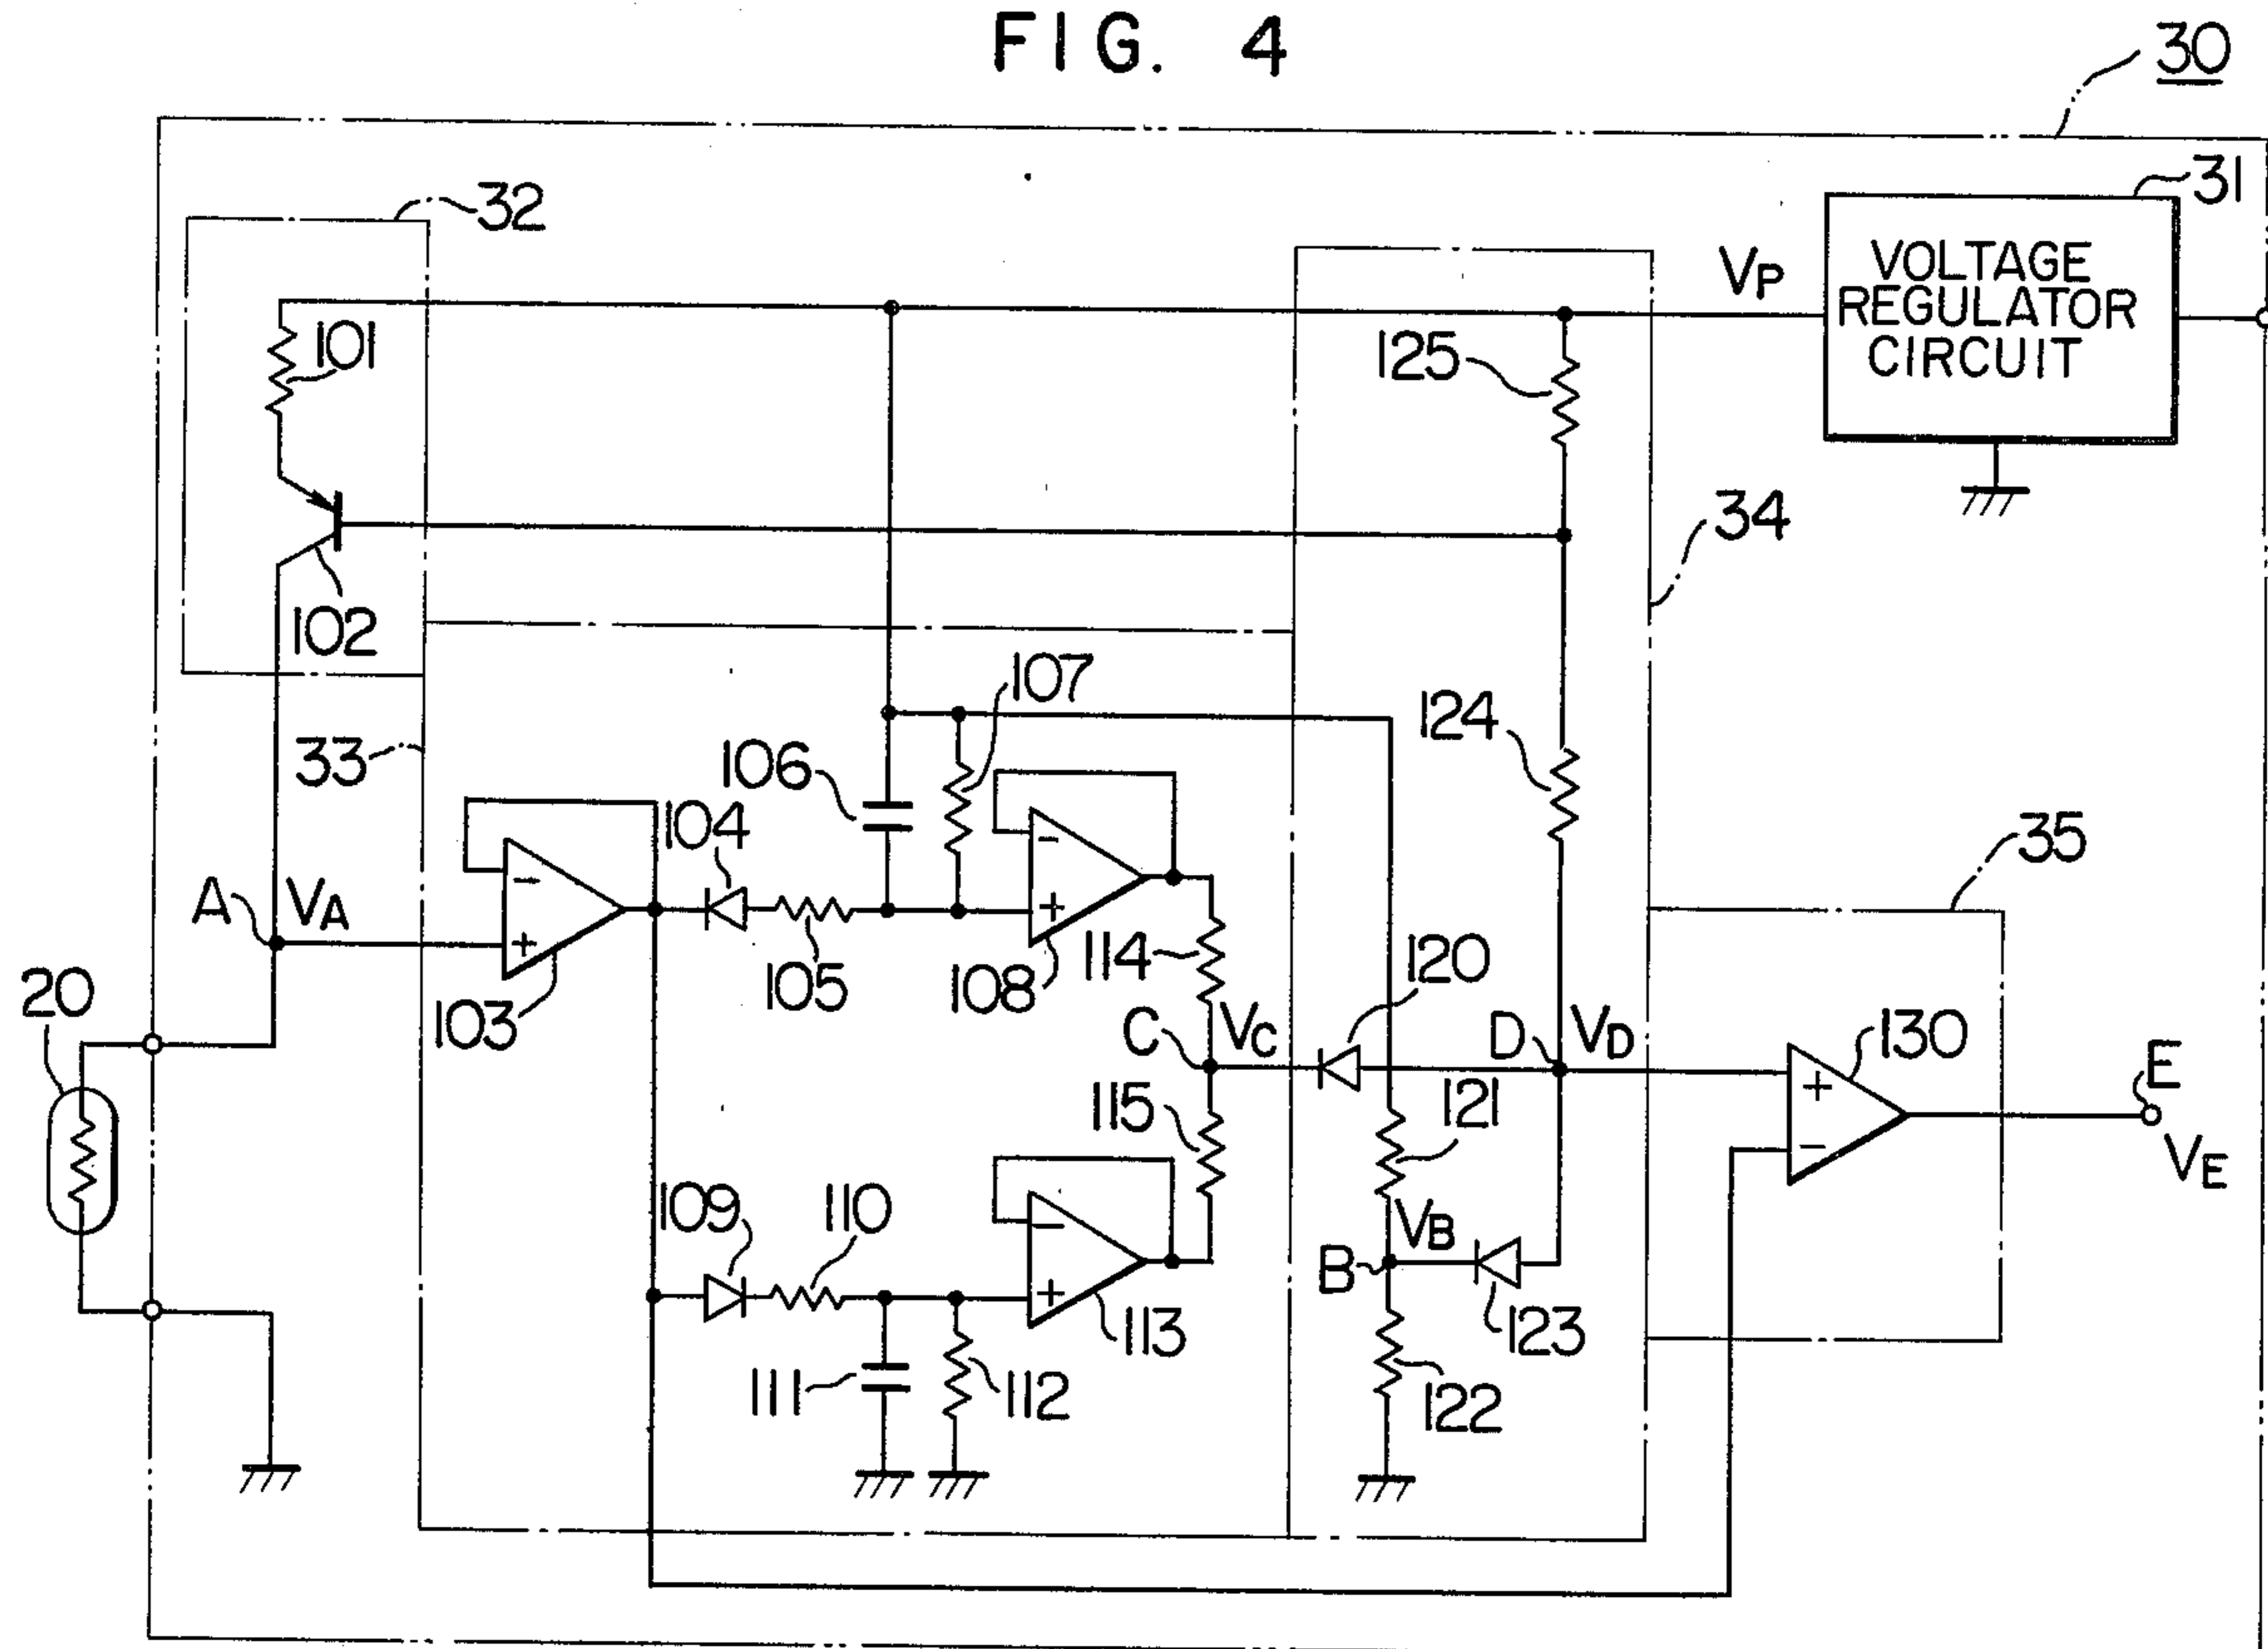 FIG. 4
30
31
32
VP
VOLTAGE
REGULATOR
CIRCUIT
101
125
34
102
107
124
33
106
104
35
A
VA
105
108
114
120
20
103
C
VC
D
VD
130
E
VE
115
121
109
110
VB
B
113
123
111
112
122
+
-
+
-
+
-
+
-